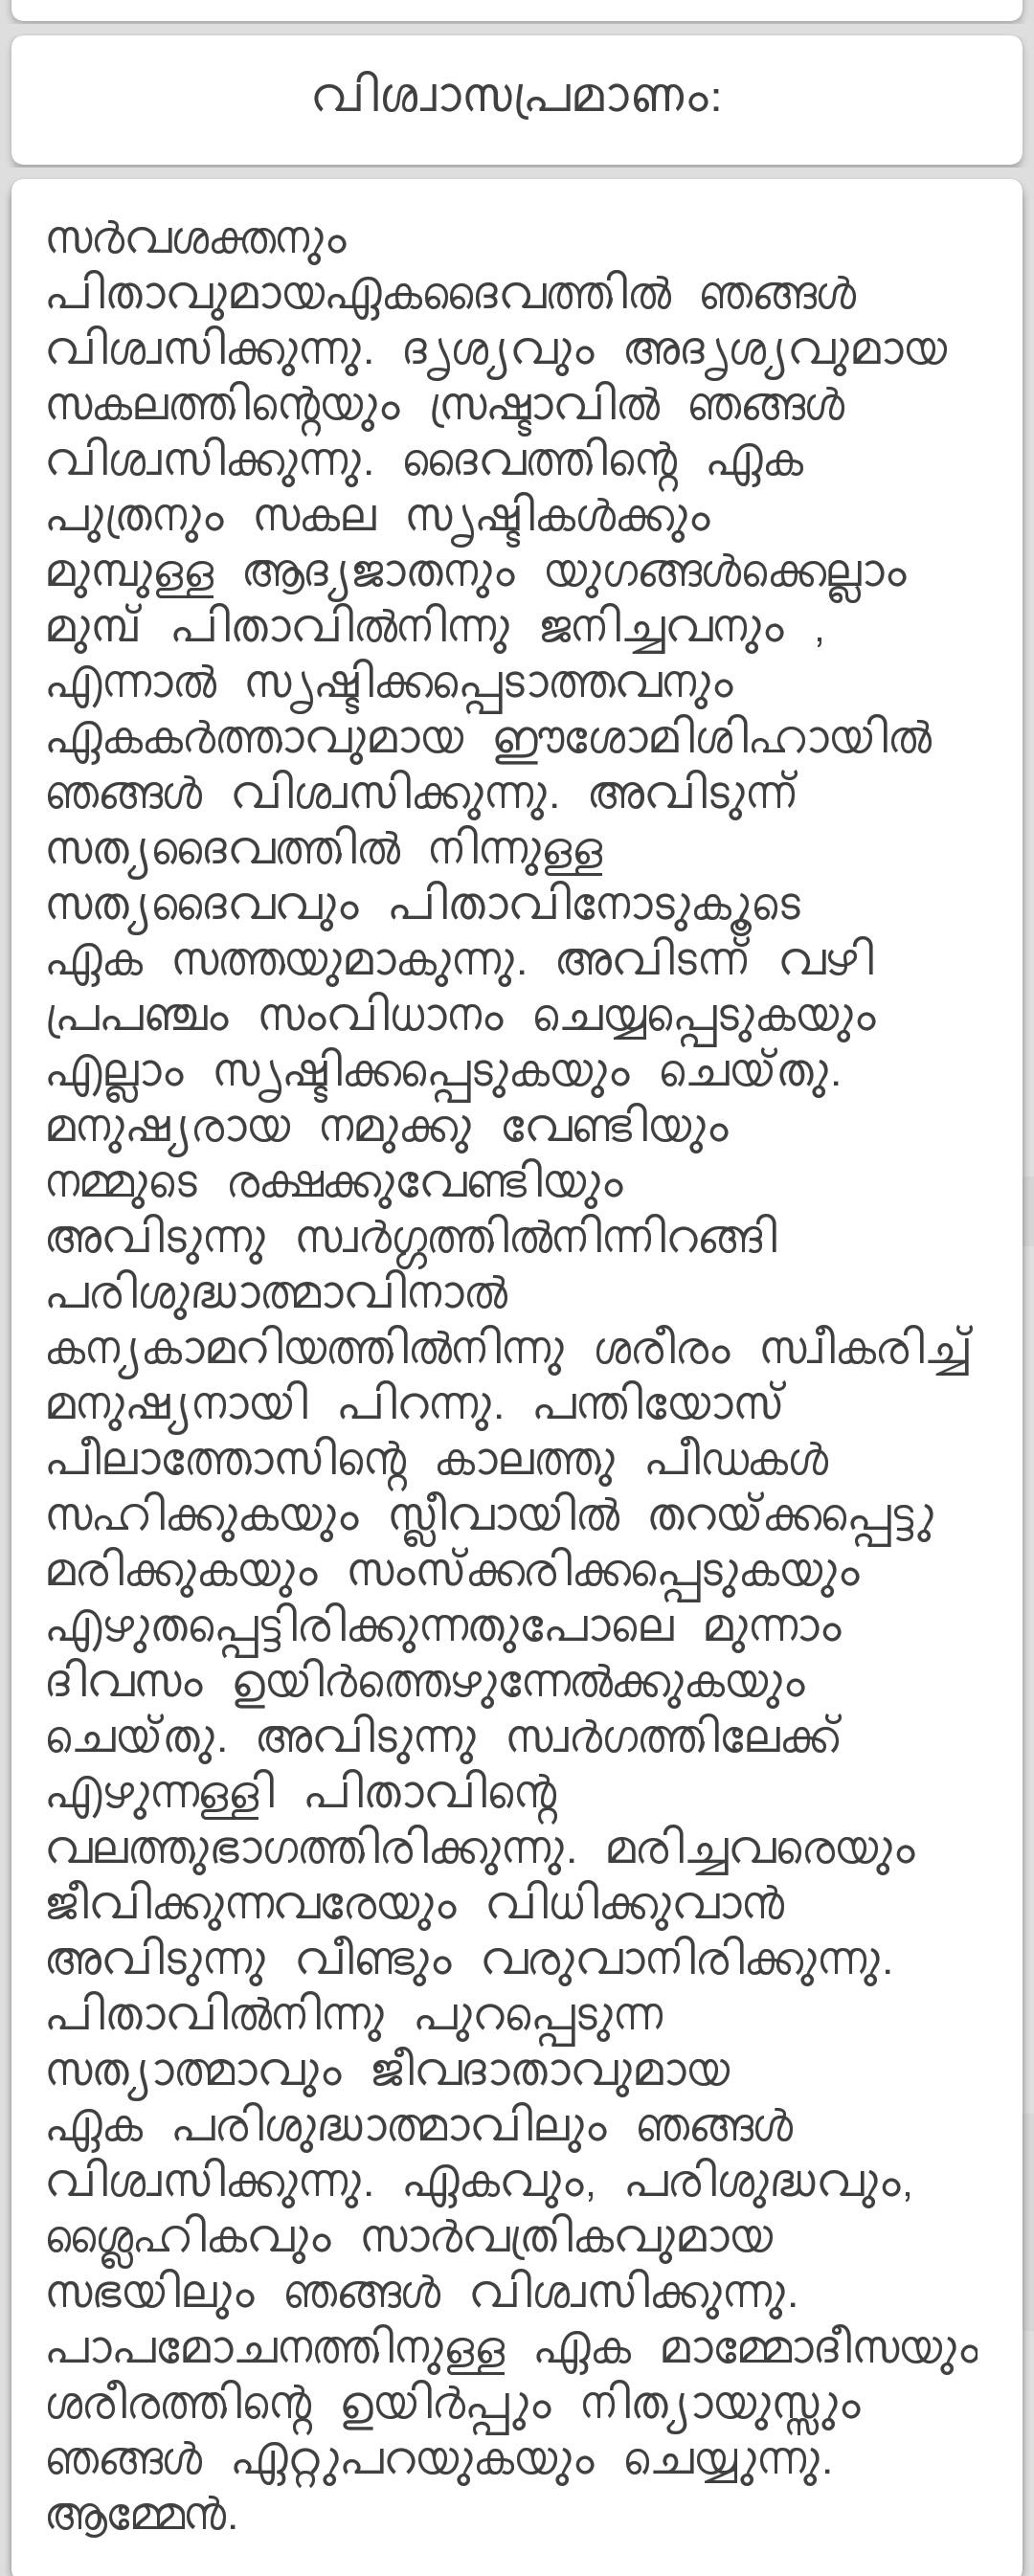 വിശ്വാസപ്രമാണം:
സർവശക്തനും
പിതാവുമായഏകദൈവത്തിൽ ഞങ്ങൾ
വിശ്വസിക്കുന്നു. ദൃശ്യവും അദൃശ്യവുമായ
സകലത്തിന്റെയും സ്രഷ്ടാവിൽ ഞങ്ങൾ
വിശ്വസിക്കുന്നു. ദൈവത്തിന്റെ ഏക
പുത്രനും സകല സൃഷ്ടികൾക്കും
മുമ്പുള്ള ആദ്യജാതനും യുഗങ്ങൾക്കെല്ലാം
മുമ്പ് പിതാവിൽനിന്നു ജനിച്ചവനും ,
എന്നാൽ സൃഷ്ടിക്കപ്പെടാത്തവനും
ഏകകർത്താവുമായ ഈശോമിശിഹായിൽ
ഞങ്ങൾ വിശ്വസിക്കുന്നു. അവിടുന്ന്
സത്യദൈവത്തിൽ നിന്നുള്ള
സത്യദൈവവും പിതാവിനോടുകൂടെ
ഏക സത്തയുമാകുന്നു. അവിടന്ന് വഴി
പ്രപഞ്ചം സംവിധാനം ചെയ്യപ്പെടുകയും
എല്ലാം സൃഷ്ടിക്കപ്പെടുകയും ചെയ്തു.
മനുഷ്യരായ നമുക്കു വേണ്ടിയും
നമ്മുടെ രക്ഷക്കുവേണ്ടിയും
അവിടുന്നു സ്വർഗ്ഗത്തിൽനിന്നിറങ്ങി
പരിശുദ്ധാത്മാവിനാൽ
കന്യകാമറിയത്തിൽനിന്നു ശരീരം സ്വീകരിച്ച്
മനുഷ്യനായി പിറന്നു. പന്തിയോസ്
പീലാത്തോസിന്റെ കാലത്തു പീഡകൾ
സഹിക്കുകയും സ്ലീവായിൽ തറയ്ക്കപ്പെട്ടു
മരിക്കുകയും സംസ്ക്കരിക്കപ്പെടുകയും
എഴുതപ്പെട്ടിരിക്കുന്നതുപോലെ മുന്നാം
ദിവസം ഉയിർത്തെഴുന്നേൽക്കുകയും
ചെയ്തു. അവിടുന്നു സ്വർഗത്തിലേക്ക്
എഴുന്നള്ളി പിതാവിന്റെ
വലത്തുഭാഗത്തിരിക്കുന്നു. മരിച്ചവരെയും
ജീവിക്കുന്നവരേയും വിധിക്കുവാൻ
അവിടുന്നു വീണ്ടും വരുവാനിരിക്കുന്നു.
പിതാവിൽനിന്നു പുറപ്പെടുന്ന
സത്യാത്മാവും ജീവദാതാവുമായ
ഏക പരിശുദ്ധാത്മാവിലും ഞങ്ങൾ
വിശ്വസിക്കുന്നു. ഏകവും, പരിശുദ്ധവും,
ശ്ലൈഹികവും സാർവത്രികവുമായ
സഭയിലും ഞങ്ങൾ വിശ്വസിക്കുന്നു.
പാപമോചനത്തിനുള്ള ഏക മാമ്മോദീസയും
ശരീരത്തിന്റെ ഉയിർപ്പും നിത്യായുസ്സും
ഞങ്ങൾ ഏറ്റുപറയുകയും ചെയ്യുന്നു.
ആമ്മേൻ.